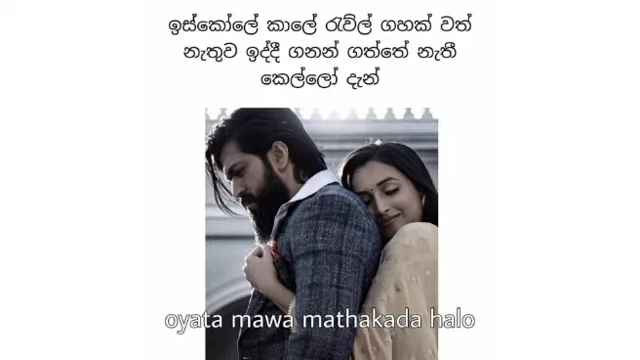 ඉස්කෝලේ කාලේ රැව්ල් ගහක් වත්
නැතුව ඉද්දී ගනන් ගත්තේ නැතී
කෙල්ලෝ දැන්
oyata mawa mathakada halo